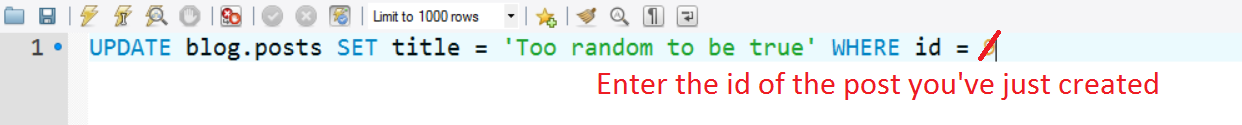 Limit to 1000 rows
1 UPDATE blog.posts SET title = 'Too random to be true' WHERE id =
Enter the id of the post you've just created